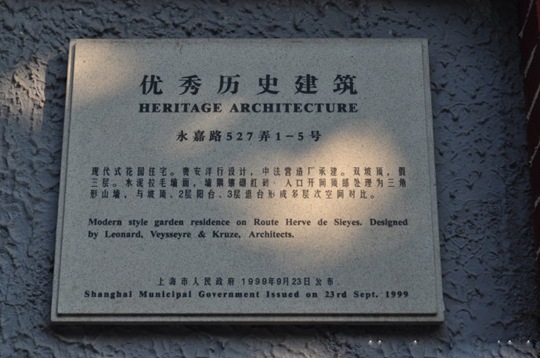 优秀历史建筑
HERITAGE ARCHITECTURE
永嘉路527弄1-5号
现代式花园住宅。赉安洋行设计，中法营造厂承建。双坡顶，假
三层。水泥拉毛墙面，墙隅镶砌红砖。入口开间顶部处理为三角
形山墙，与坡顶、2层阳台、3层退台形成多层次空间对比。
Modern style garden residence on Route Herve de Sieyes. Designed
by Leonard, Veysseyre & Kruze, Architects.
上海市人民政府 1999年9月23日公布
Shanghai Municipal Government Issued on 23rd Sept. 1999